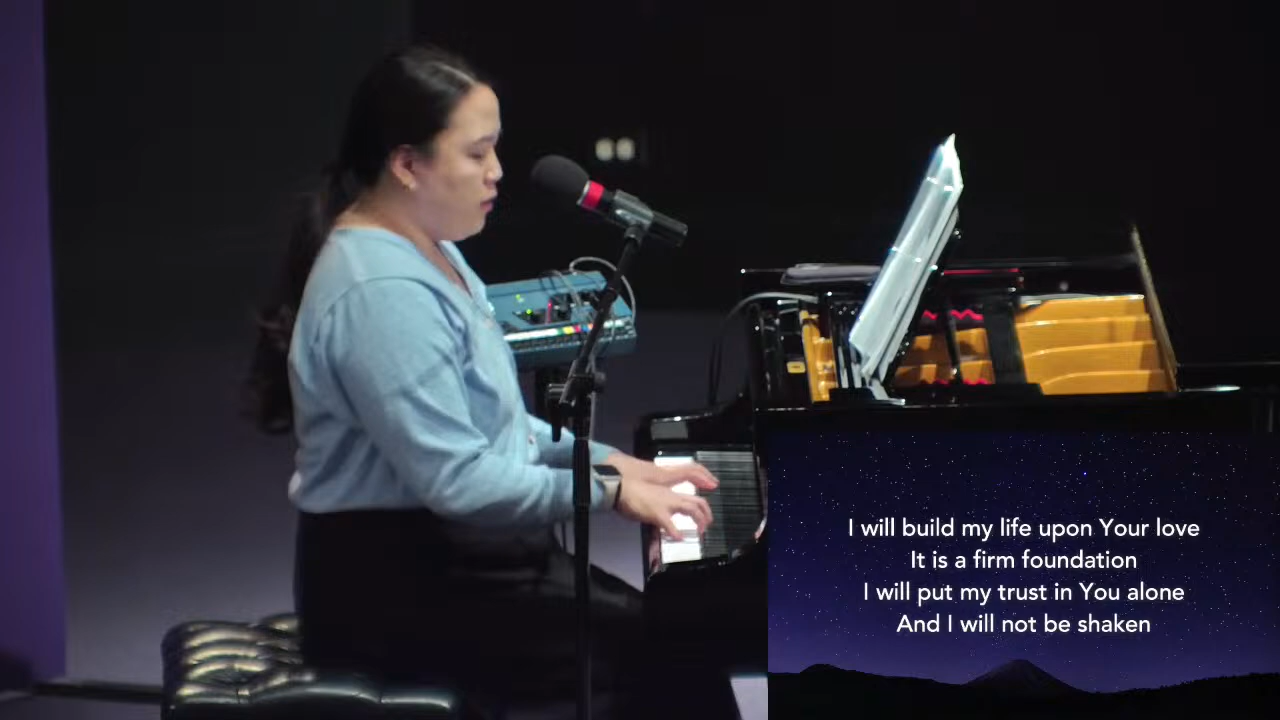 I will build my life upon Your love
It is a firm foundation
I will put my trust in You alone
And I will not be shaken